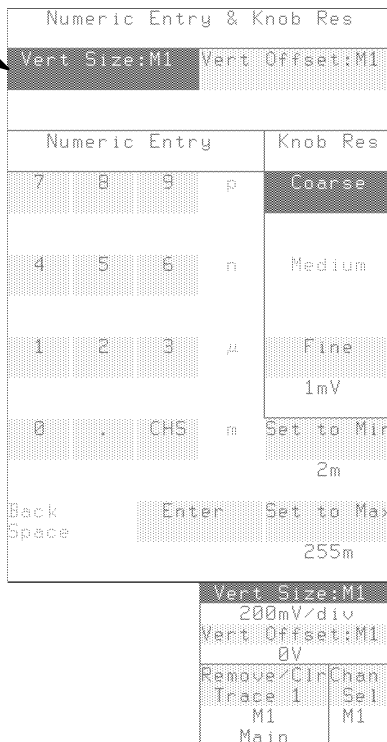 Numeric Entry & Knob Res
Vert Size:M1 Vert Offset:M1
Numeric Entry Knob Res
7 8 9 p Coarse
4 5 6 n Medium
1 2 3 µ Fine
1mV
0 . CHS m Set to Min
2m
Back Enter Set to Max
Space
255m
Vert Size:M1
200mV/div
Vert Offset:M1
0V
Remove/Clr Chan
Trace 1 Sel
M1 M1
Main